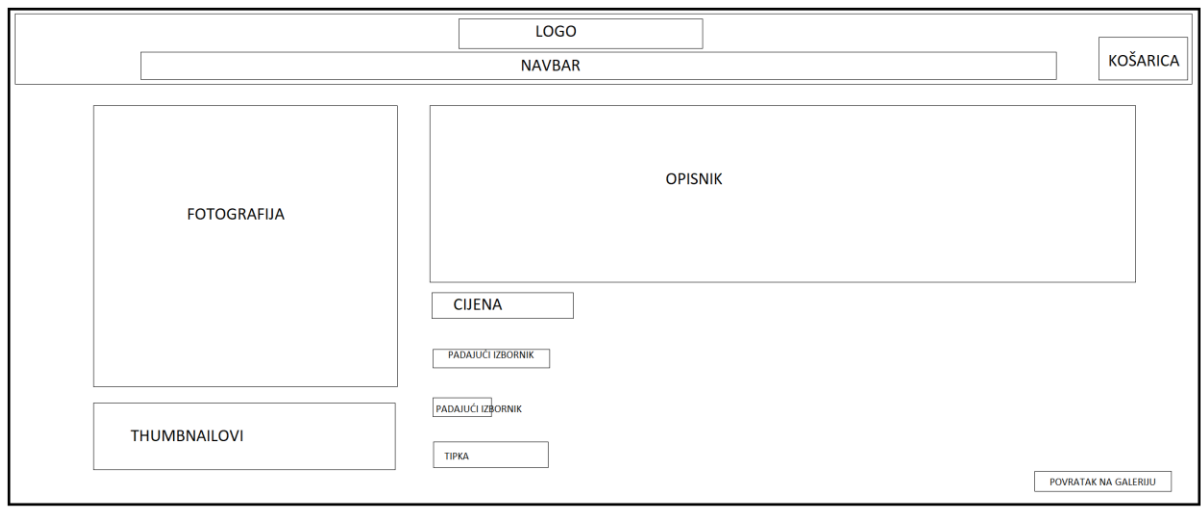 LOGO
NAVBAR
KOŠARICA
FOTOGRAFIJA
OPISNIK
CIJENA
PADAJUĆI IZBORNIK
PADAJUĆI IZBORNIK
THUMBNAILOVI
TIPKA
POVRATAK NA GALERIJU